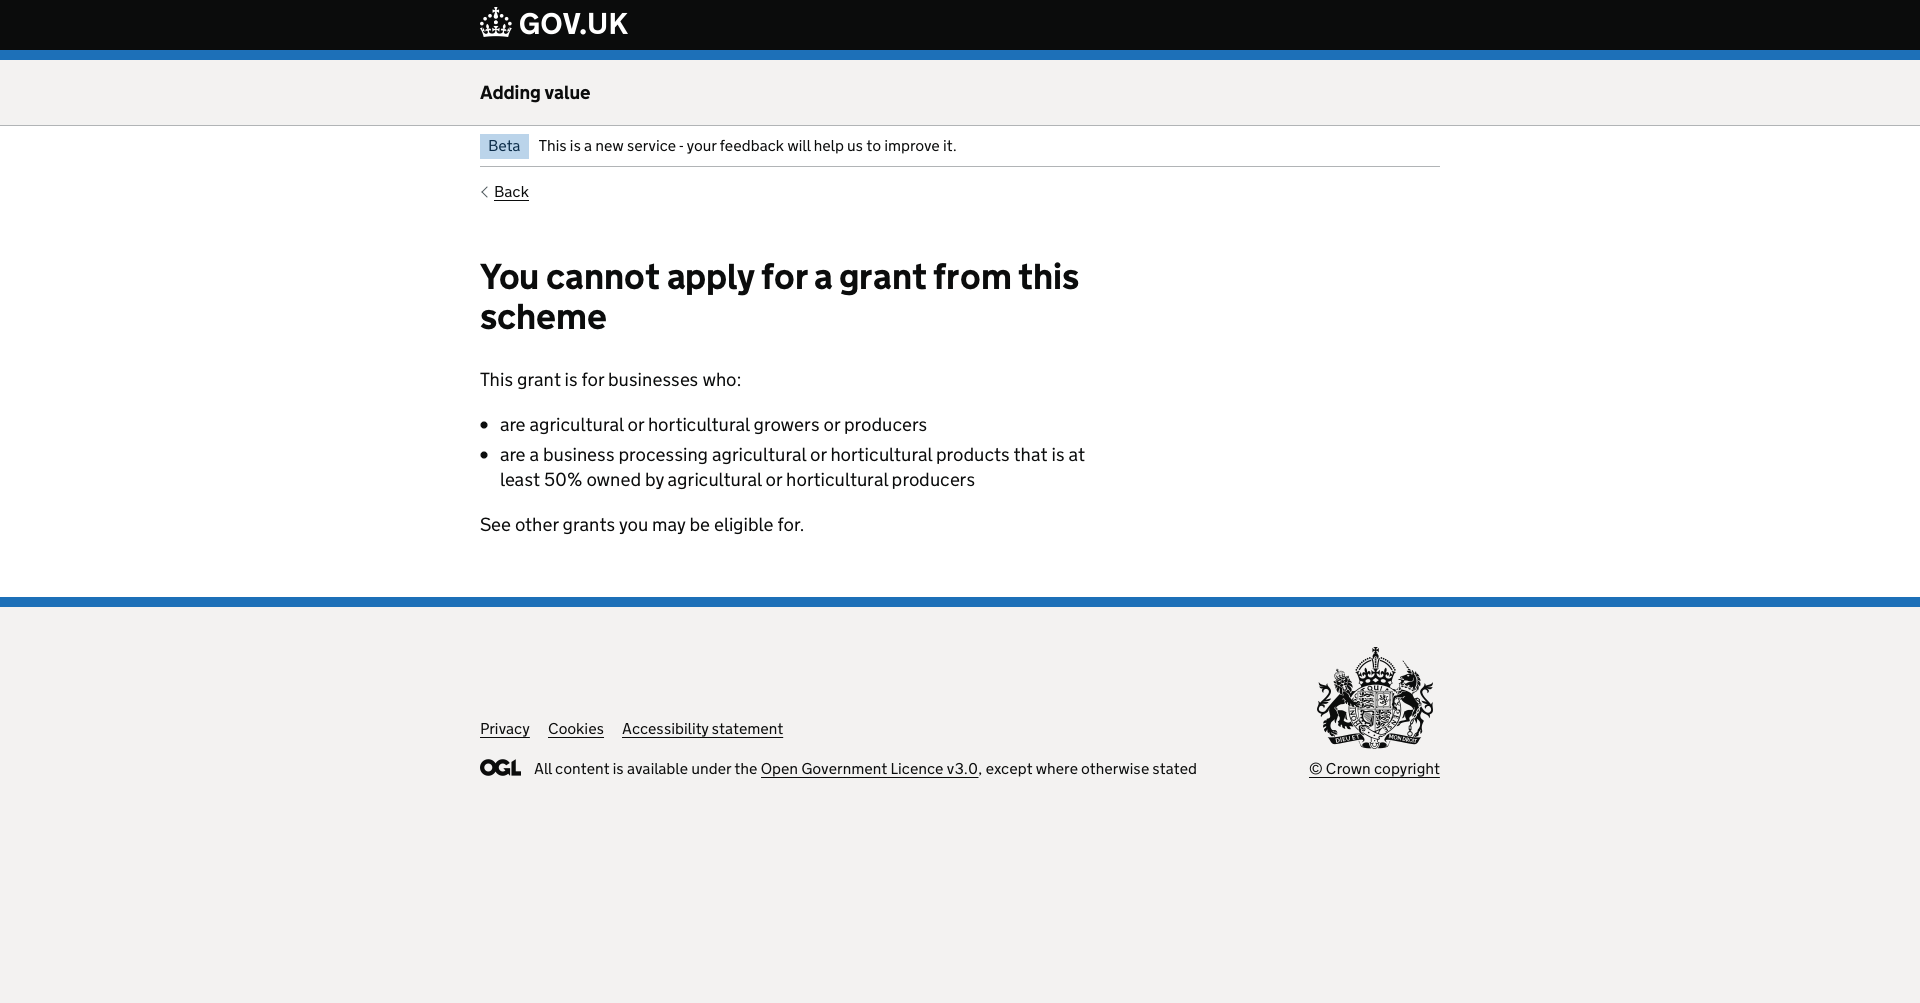 GOV.UK
Adding value
Beta This is a new service - your feedback will help us to improve it.
Back
You cannot apply for a grant from this
scheme
This grant is for businesses who:
• are agricultural or horticultural growers or producers
• are a business processing agricultural or horticultural products that is at
least 50% owned by agricultural or horticultural producers
See other grants you may be eligible for.
Privacy Cookies Accessibility statement
OGL All content is available under the Open Government Licence v3.0, except where otherwise stated
DIEU ET MON DROIT
© Crown copyright